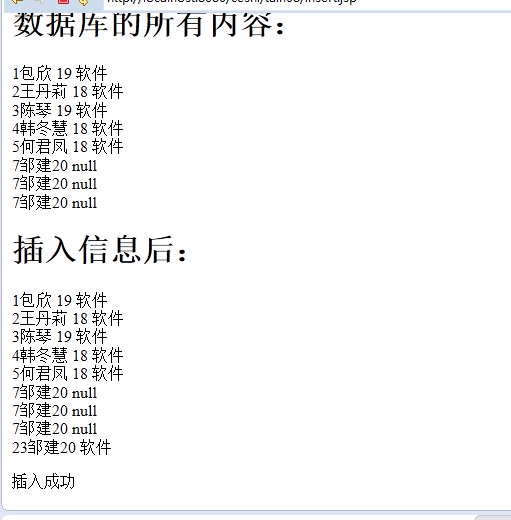 数据库的所有内容：
1包欣 19 软件
2王丹莉 18 软件
3陈琴 19 软件
4韩冬慧 18 软件
5何君凤 18 软件
7邹建20 null
7邹建20 null
7邹建20 null
插入信息后：
1包欣 19 软件
2王丹莉 18 软件
3陈琴 19 软件
4韩冬慧 18 软件
5何君凤 18 软件
7邹建20 null
7邹建20 null
7邹建20 null
23邹建20 软件
插入成功